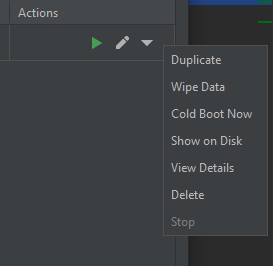 Actions
Duplicate
Wipe Data
Cold Boot Now
Show on Disk
View Details
Delete
Stop